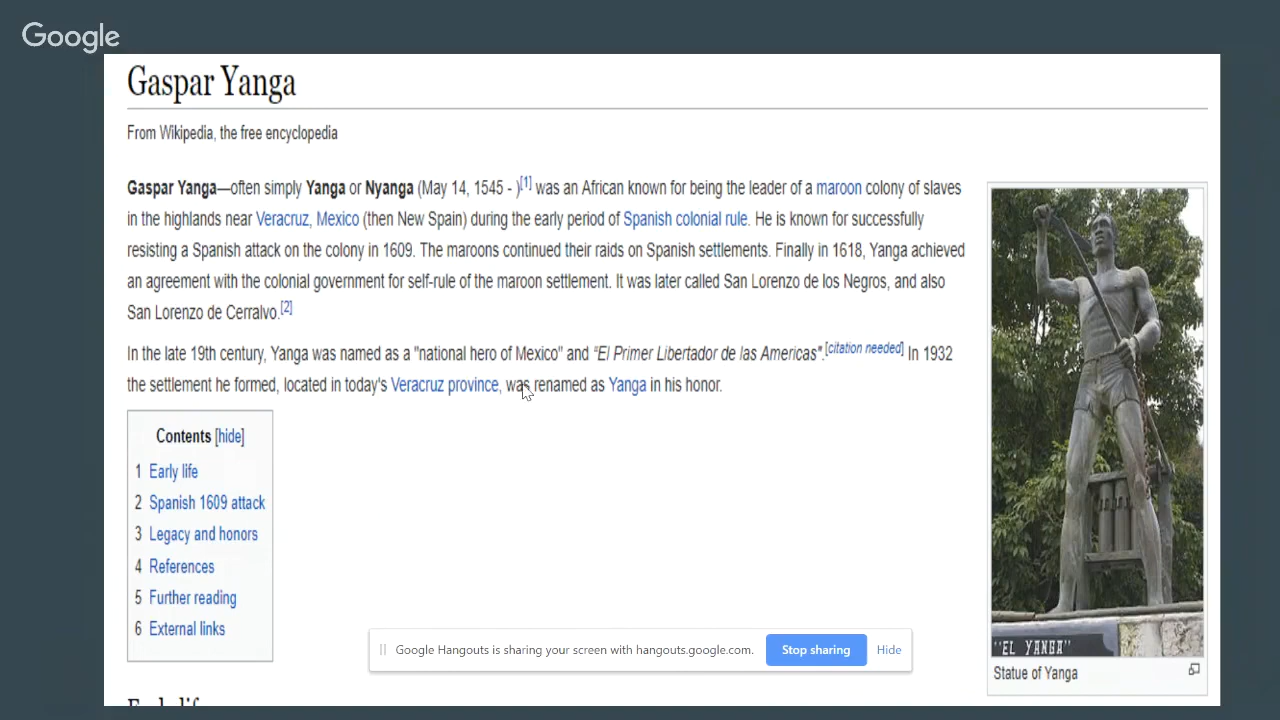 Google
Gaspar Yanga
From Wikipedia, the free encyclopedia
Gaspar Yanga—often simply Yanga or Nyanga (May 14, 1545 - )[1] was an African known for being the leader of a maroon colony of slaves
in the highlands near Veracruz, Mexico (then New Spain) during the early period of Spanish colonial rule. He is known for successfully
resisting a Spanish attack on the colony in 1609. The maroons continued their raids on Spanish settlements. Finally in 1618, Yanga achieved
an agreement with the colonial government for self-rule of the maroon settlement. It was later called San Lorenzo de los Negros, and also
San Lorenzo de Cerralvo.[2]
In the late 19th century, Yanga was named as a "national hero of Mexico" and “El Primer Libertador de las Americas”.[citation needed] In 1932
the settlement he formed, located in today's Veracruz province, was renamed as Yanga in his honor.
Contents [hide]
1 Early life
2 Spanish 1609 attack
3 Legacy and honors
4 References
5 Further reading
6 External links
"EL YANGA"
Statue of Yanga
Google Hangouts is sharing your screen with hangouts.google.com.
Stop sharing
Hide